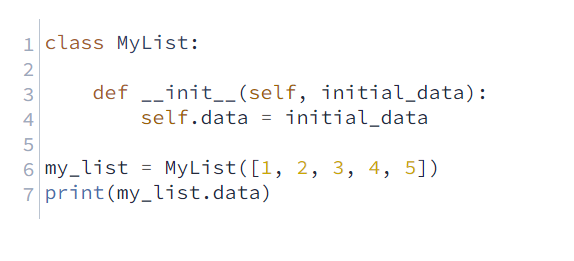 1 class MyList:
2
3     def __init__(self, initial_data):
4         self.data = initial_data
5
6 my_list = MyList([1, 2, 3, 4, 5])
7 print(my_list.data)